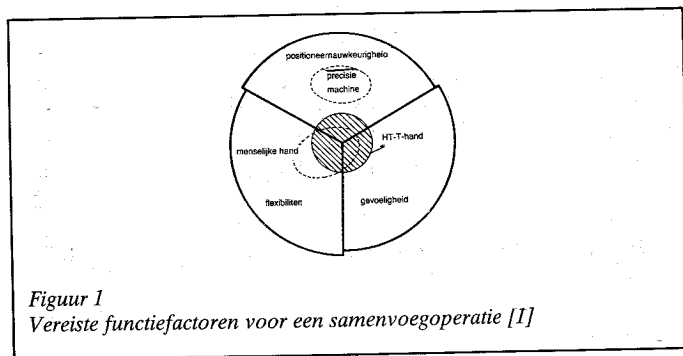 positioneernauwkeurigheid
precisie
machine
HT-T-hand
menselijke hand
flexibiliteit
gevoeligheid
Figuur 1
Vereiste functiefactoren voor een samenvoegoperatie [1]